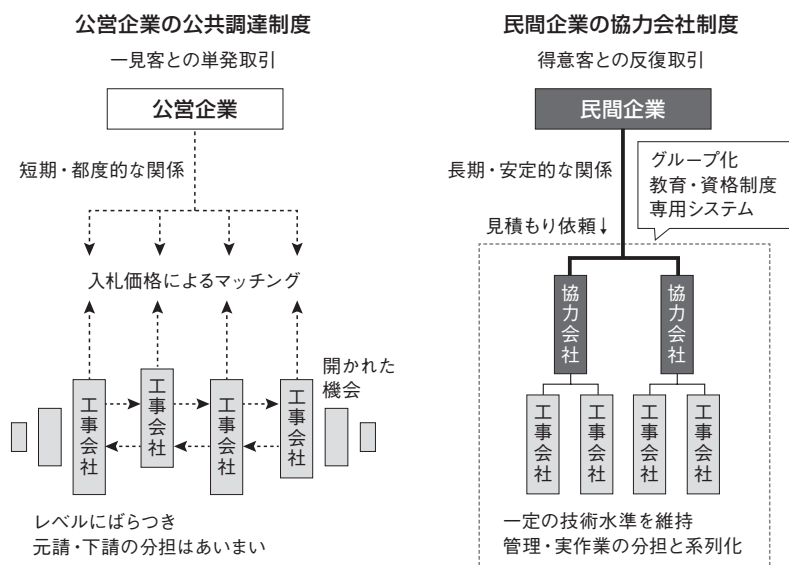 公営企業の公共調達制度
一見客との単発取引
公営企業
短期・都度的な関係
入札価格によるマッチング
開かれた
機会
工事会社
工事会社
工事会社
工事会社
レベルにばらつき
元請・下請の分担はあいまい
民間企業の協力会社制度
得意客との反復取引
民間企業
長期・安定的な関係
グループ化
教育・資格制度
専用システム
見積もり依頼↓
協力会社
協力会社
工事会社
工事会社
工事会社
工事会社
一定の技術水準を維持
管理・実作業の分担と系列化